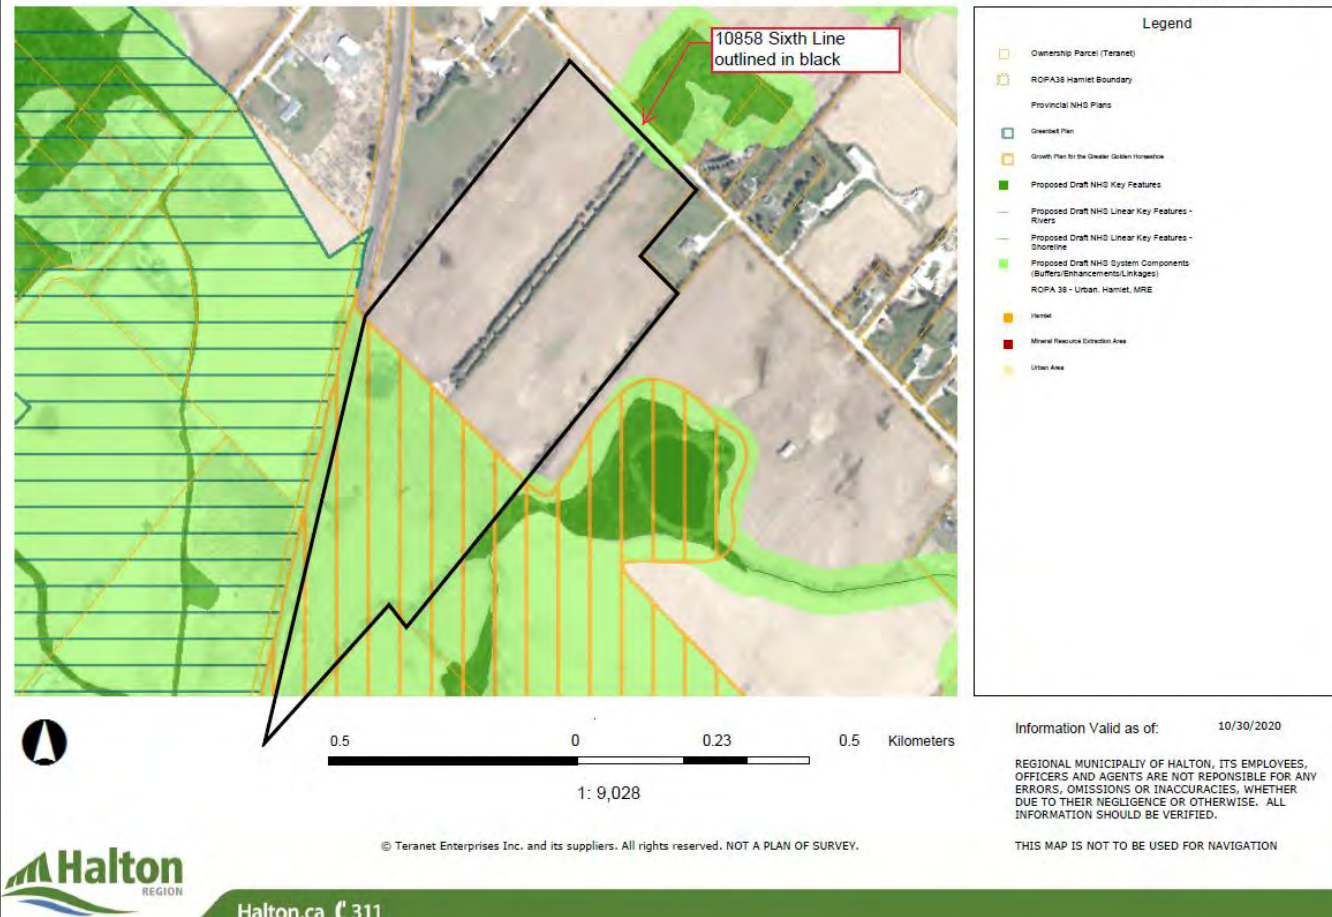 10858 Sixth Line
outlined in black
Legend
Ownership Parcel (Teranet)
ROPA38 Hamlet Boundary
Provincial NHS Plans
Greenbelt Plan
Growth Plan for the Greater Golden Horseshoe
Proposed Draft NHS Key Features
Proposed Draft NHS Linear Key Features -
Rivers
Proposed Draft NHS Linear Key Features -
Shoreline
Proposed Draft NHS System Components
(Buffers/Enhancements/Linkages)
ROPA 38 - Urban, Hamlet, MRE
Hamlet
Mineral Resource Extraction Area
Urban Area
0.5 0 0.23 0.5 Kilometers
1: 9,028
Information Valid as of: 10/30/2020
REGIONAL MUNICIPALIY OF HALTON, ITS EMPLOYEES,
OFFICERS AND AGENTS ARE NOT REPONSIBLE FOR ANY
ERRORS, OMISSIONS OR INACCURACIES, WHETHER
DUE TO THEIR NEGLIGENCE OR OTHERWISE. ALL
INFORMATION SHOULD BE VERIFIED.
© Teranet Enterprises Inc. and its suppliers. All rights reserved. NOT A PLAN OF SURVEY.
THIS MAP IS NOT TO BE USED FOR NAVIGATION
Halton
REGION
Halton.ca 311